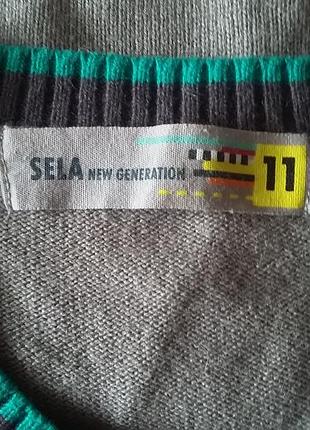 SELA NEW GENERATION 11